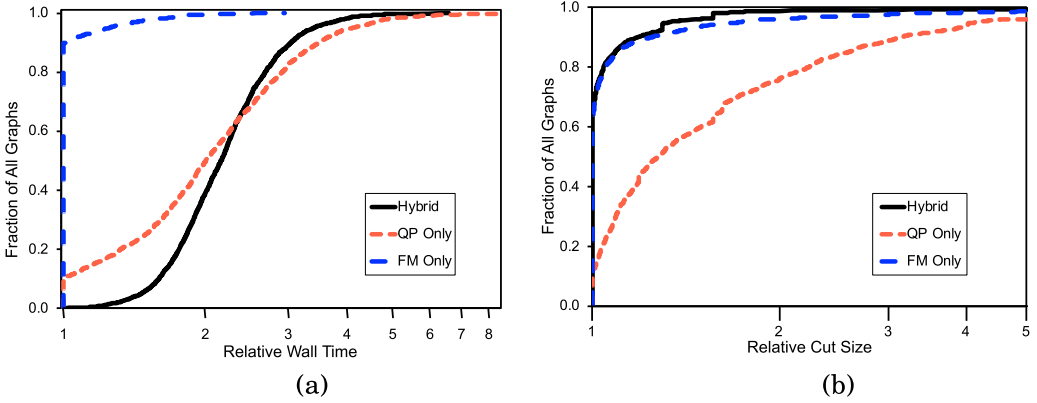 1.0
0.8
0.6
0.4
0.2
0.0
Fraction of All Graphs
1 2 3 4 5 6 7 8
Relative Wall Time
Hybrid
QP Only
FM Only
(a)
1.0
0.8
0.6
0.4
0.2
0.0
Fraction of All Graphs
1 2 3 4 5
Relative Cut Size
Hybrid
QP Only
FM Only
(b)